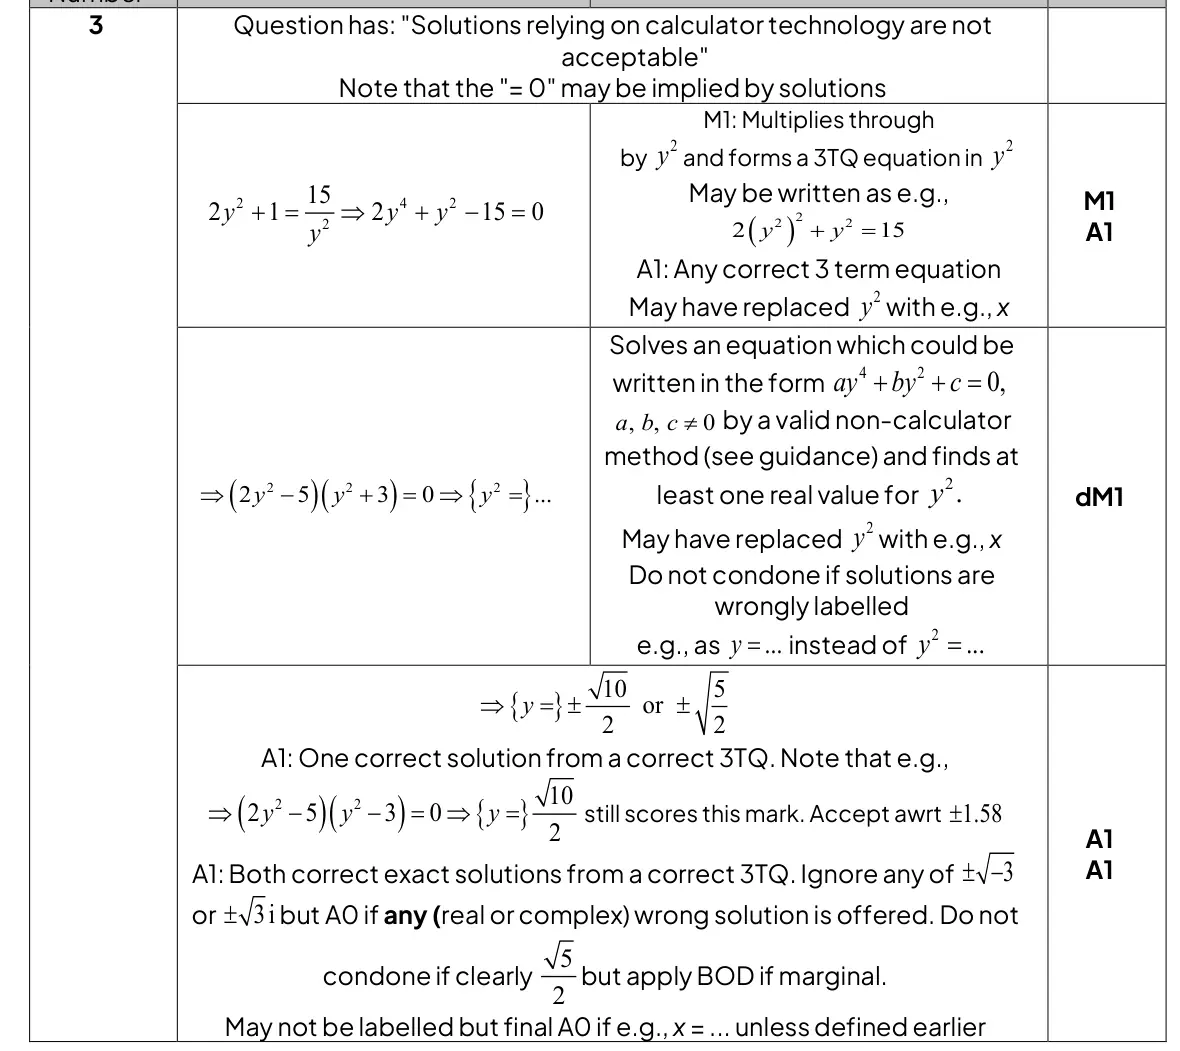 3
Question has: "Solutions relying on calculator technology are not
acceptable"
Note that the "= 0" may be implied by solutions
2y² + 1 = 15/y² ⇒ 2y⁴ + y² − 15 = 0
M1: Multiplies through
by y² and forms a 3TQ equation in y²
May be written as e.g.,
2(y²)² + y² = 15
A1: Any correct 3 term equation
May have replaced y² with e.g., x
M1
A1
⇒ (2y² − 5)(y² + 3) = 0 ⇒ {y² =}...
Solves an equation which could be
written in the form ay⁴ + by² + c = 0,
a, b, c ≠ 0 by a valid non-calculator
method (see guidance) and finds at
least one real value for y².
May have replaced y² with e.g., x
Do not condone if solutions are
wrongly labelled
e.g., as y = ... instead of y² = ...
dM1
⇒ {y =} ± √10/2 or ± √(5/2)
A1: One correct solution from a correct 3TQ. Note that e.g.,
⇒ (2y² − 5)(y² − 3) = 0 ⇒ {y =} √10/2 still scores this mark. Accept awrt ±1.58
A1: Both correct exact solutions from a correct 3TQ. Ignore any of ±√−3
or ±√3i but A0 if any (real or complex) wrong solution is offered. Do not
condone if clearly √5/2 but apply BOD if marginal.
May not be labelled but final A0 if e.g., x = ... unless defined earlier
A1
A1